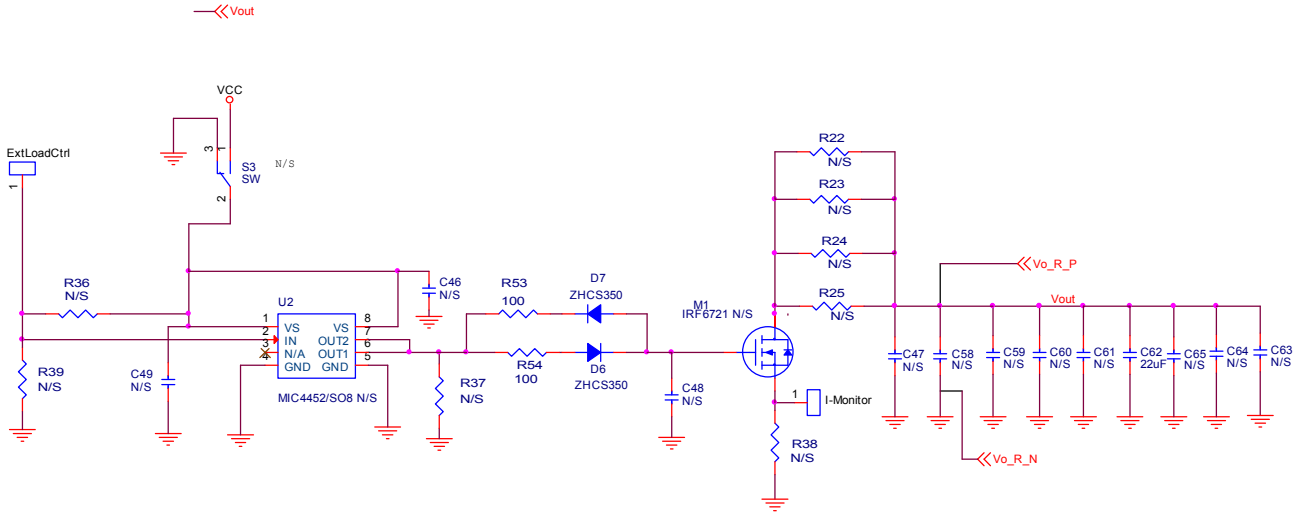 Vout
VCC
ExtLoadCtrl
1
3
1
S3
SW
N/S
2
R36
N/S
R39
N/S
C49
N/S
U2
1
2
3
4
VS
IN
N/A
GND
VS
OUT2
OUT1
GND
8
7
6
5
MIC4452/SO8 N/S
C46
N/S
R37
N/S
R53
100
D7
ZHCS350
R54
100
D6
ZHCS350
C48
N/S
M1
IRF6721 N/S
R22
N/S
R23
N/S
R24
N/S
R25
N/S
1
I-Monitor
R38
N/S
Vo_R_P
Vout
C47
N/S
C58
N/S
C59
N/S
C60
N/S
C61
N/S
C62
22uF
C65
N/S
C64
N/S
C63
N/S
Vo_R_N